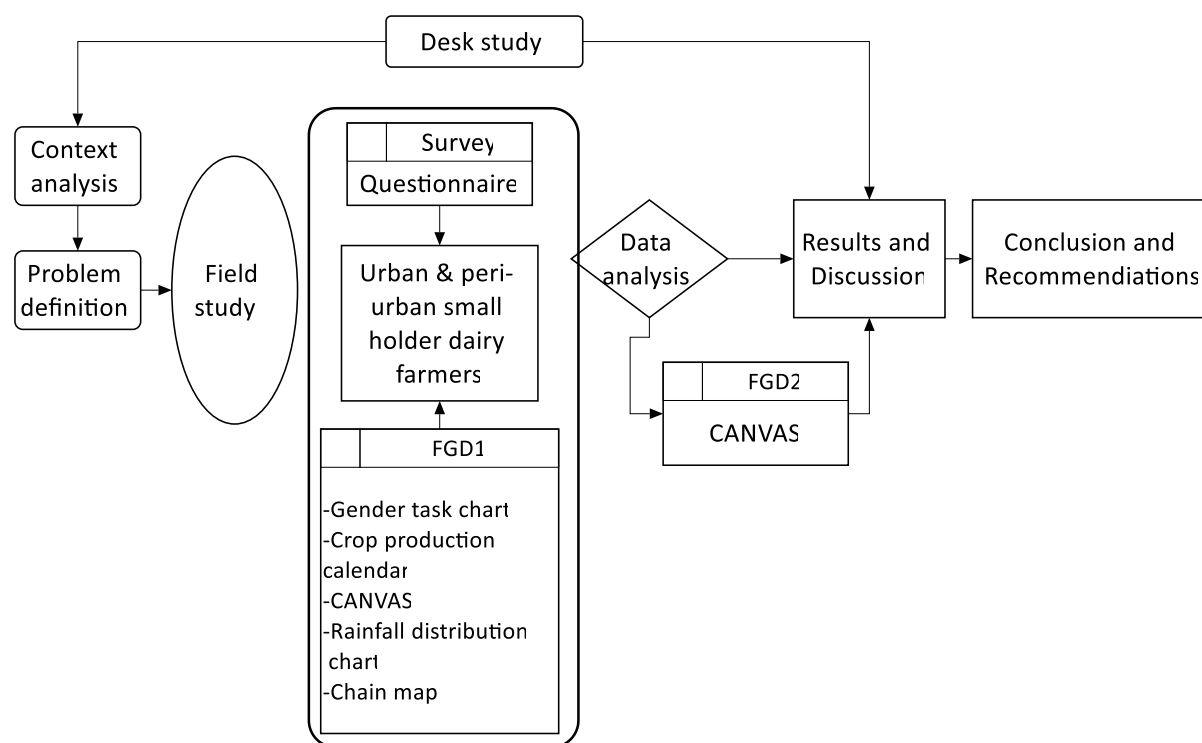 Desk study
Context
analysis
Problem
definition
Field
study
Survey
Questionnaire
Urban & peri-
urban small
holder dairy
farmers
FGD1
-Gender task chart
-Crop production
calendar
-CANVAS
-Rainfall distribution
chart
-Chain map
Data
analysis
FGD2
CANVAS
Results and
Discussion
Conclusion and
Recommendiations